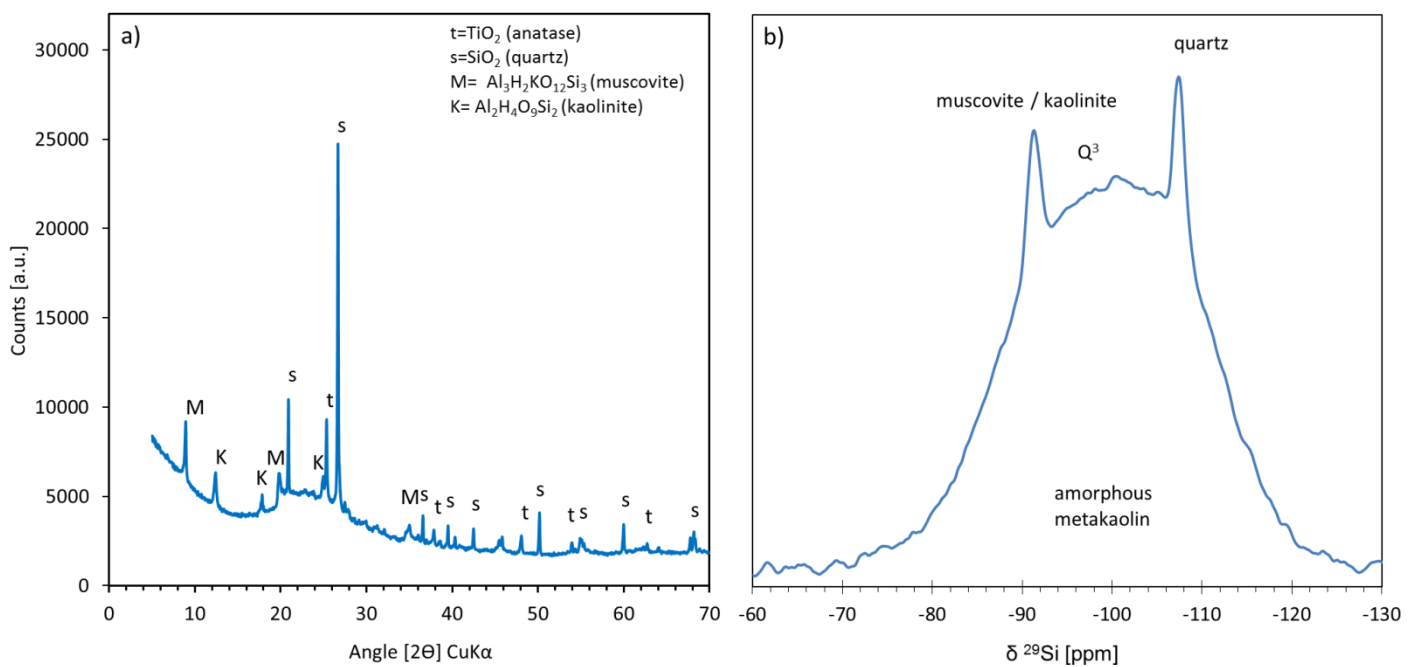 a)
t=TiO₂ (anatase)
s=SiO₂ (quartz)
M= Al₃H₂KO₁₂Si₃ (muscovite)
K= Al₂H₄O₉Si₂ (kaolinite)
30000
25000
20000
15000
10000
5000
0
Counts [a.u.]
M
K
K
M
s
K
t
s
M
s
t
s
s
t
s
t
s
s
t
s
0
10
20
30
40
50
60
70
Angle [2Θ] CuKα
b)
quartz
muscovite / kaolinite
Q³
amorphous
metakaolin
-60
-70
-80
-90
-100
-110
-120
-130
δ ²⁹Si [ppm]